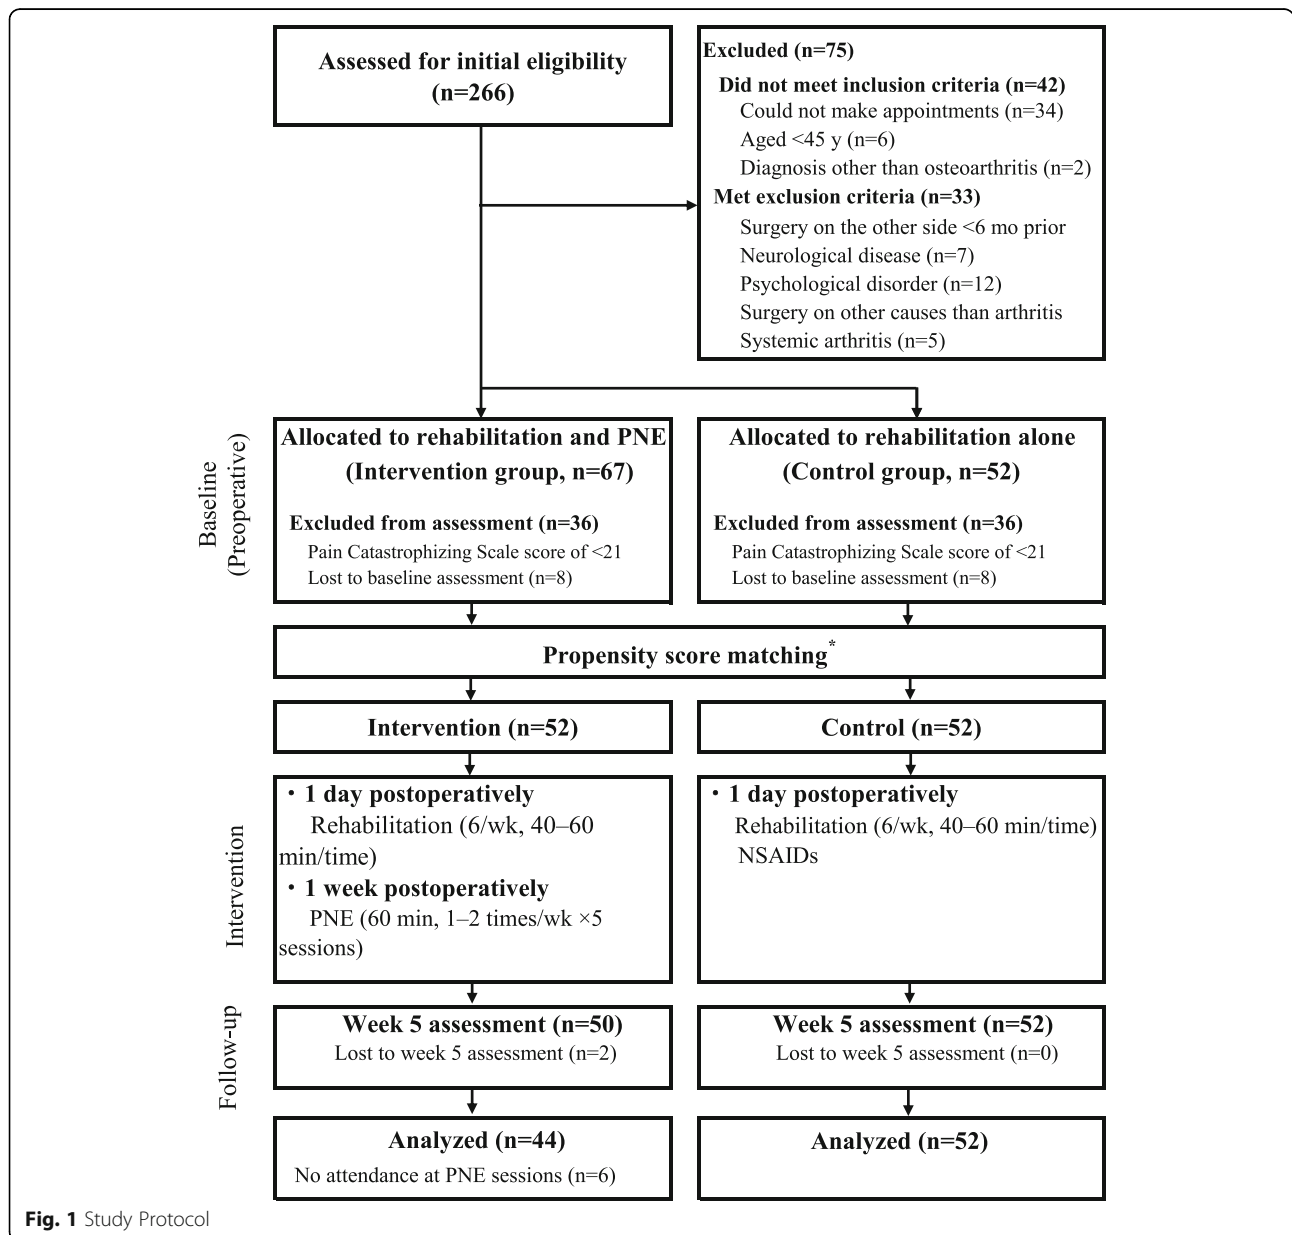 Assessed for initial eligibility
(n=266)
Excluded (n=75)
Did not meet inclusion criteria (n=42)
Could not make appointments (n=34)
Aged <45 y (n=6)
Diagnosis other than osteoarthritis (n=2)
Met exclusion criteria (n=33)
Surgery on the other side <6 mo prior
Neurological disease (n=7)
Psychological disorder (n=12)
Surgery on other causes than arthritis
Systemic arthritis (n=5)
Baseline
(Preoperative)
Allocated to rehabilitation and PNE
(Intervention group, n=67)
Excluded from assessment (n=36)
Pain Catastrophizing Scale score of <21
Lost to baseline assessment (n=8)
Allocated to rehabilitation alone
(Control group, n=52)
Excluded from assessment (n=36)
Pain Catastrophizing Scale score of <21
Lost to baseline assessment (n=8)
Propensity score matching*
Intervention (n=52)
Control (n=52)
Intervention
・1 day postoperatively
Rehabilitation (6/wk, 40–60
min/time)
・1 week postoperatively
PNE (60 min, 1–2 times/wk ×5
sessions)
・1 day postoperatively
Rehabilitation (6/wk, 40–60 min/time)
NSAIDs
Follow-up
Week 5 assessment (n=50)
Lost to week 5 assessment (n=2)
Week 5 assessment (n=52)
Lost to week 5 assessment (n=0)
Analyzed (n=44)
No attendance at PNE sessions (n=6)
Analyzed (n=52)
Fig. 1 Study Protocol